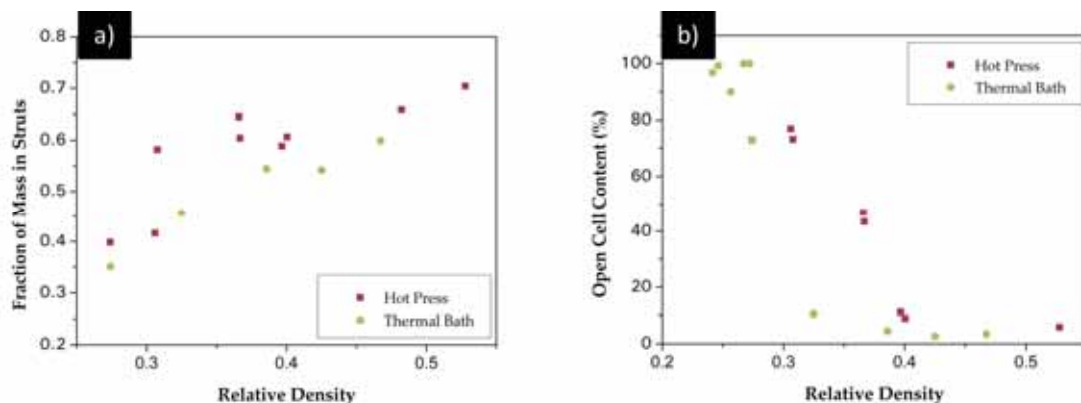 a)
0.8
0.7
0.6
0.5
0.4
0.3
0.2
Fraction of Mass in Struts
0.3 0.4 0.5
Relative Density
Hot Press
Thermal Bath
b)
100
80
60
40
20
0
Open Cell Content (%)
0.2 0.3 0.4 0.5
Relative Density
Hot Press
Thermal Bath